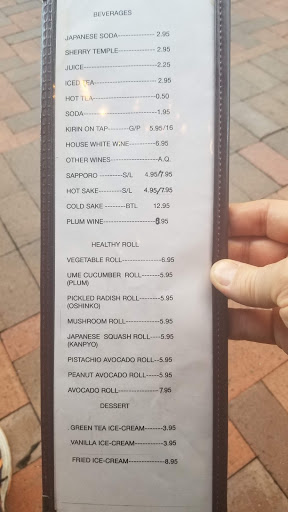 BEVERAGES
JAPANESE SODA-------------- 2.95
SHERRY TEMPLE-------------- 2.95
JUICE---------------------------2.25
ICED TEA---------------------- 2.95
HOT TEA-----------------------0.50
SODA---------------------------1.95
KIRIN ON TAP--------G/P 5.95/16
HOUSE WHITE WINE---------6.95
OTHER WINES----------------A.Q.
SAPPORO ----------S/L 4.95/7.95
HOT SAKE----------S/L 4.95/7.95
COLD SAKE --------BTL 12.95
PLUM WINE------------------8.95
HEALTHY ROLL
VEGETABLE ROLL--------------6.95
UME CUCUMBER ROLL-------5.95
(PLUM)
PICKLED RADISH ROLL-------5.95
(OSHINKO)
MUSHROOM ROLL------------5.95
JAPANESE SQUASH ROLL----5.95
(KANPYO)
PISTACHIO AVOCADO ROLL---5.95
PEANUT AVOCADO ROLL-----5.95
AVOCADO ROLL---------------7.95
DESSERT
GREEN TEA ICE-CREAM-------3.95
VANILLA ICE-CREAM-----------3.95
FRIED ICE-CREAM--------------8.95